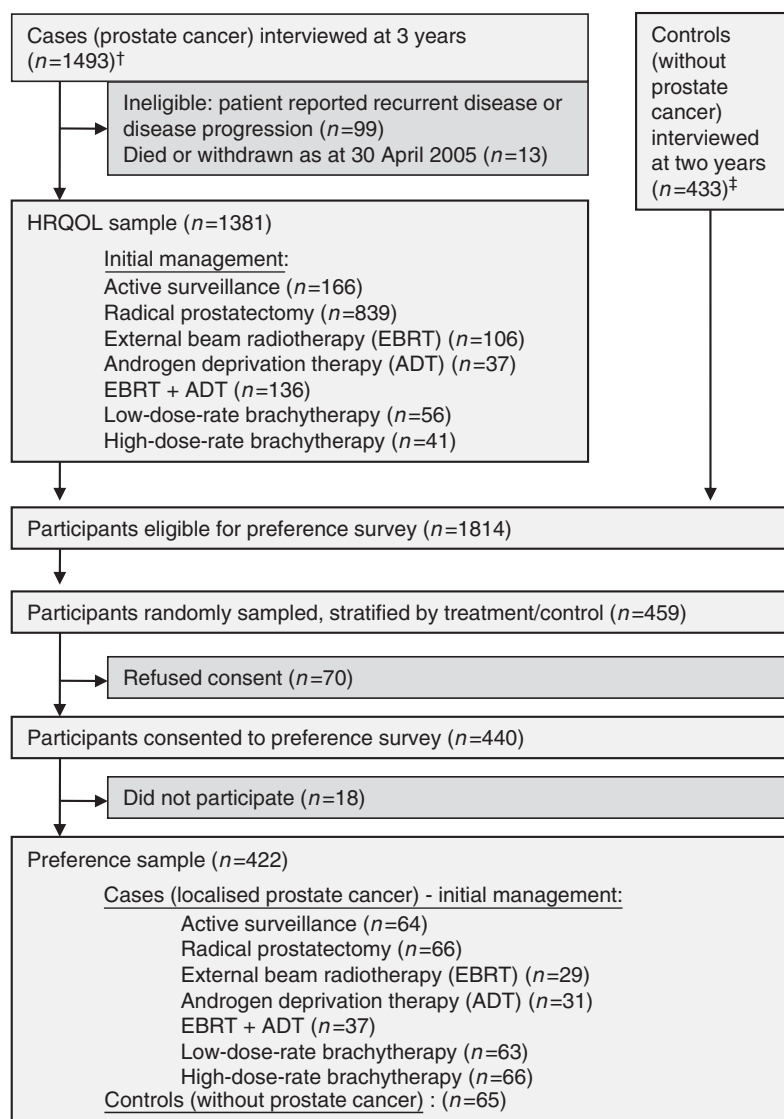 Cases (prostate cancer) interviewed at 3 years
(n=1493)†
Controls
(without
prostate
cancer)
interviewed
at two years
(n=433)‡
Ineligible: patient reported recurrent disease or
disease progression (n=99)
Died or withdrawn as at 30 April 2005 (n=13)
HRQOL sample (n=1381)
Initial management:
Active surveillance (n=166)
Radical prostatectomy (n=839)
External beam radiotherapy (EBRT) (n=106)
Androgen deprivation therapy (ADT) (n=37)
EBRT + ADT (n=136)
Low-dose-rate brachytherapy (n=56)
High-dose-rate brachytherapy (n=41)
Participants eligible for preference survey (n=1814)
Participants randomly sampled, stratified by treatment/control (n=459)
Refused consent (n=70)
Participants consented to preference survey (n=440)
Did not participate (n=18)
Preference sample (n=422)
Cases (localised prostate cancer) - initial management:
Active surveillance (n=64)
Radical prostatectomy (n=66)
External beam radiotherapy (EBRT) (n=29)
Androgen deprivation therapy (ADT) (n=31)
EBRT + ADT (n=37)
Low-dose-rate brachytherapy (n=63)
High-dose-rate brachytherapy (n=66)
Controls (without prostate cancer) : (n=65)